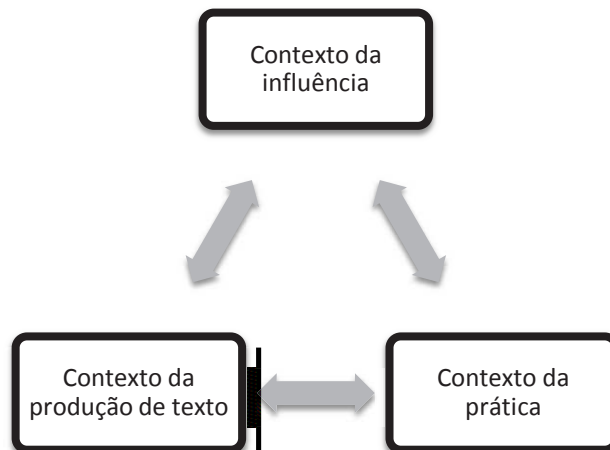 Contexto da
influência
Contexto da
produção de texto
Contexto da
prática